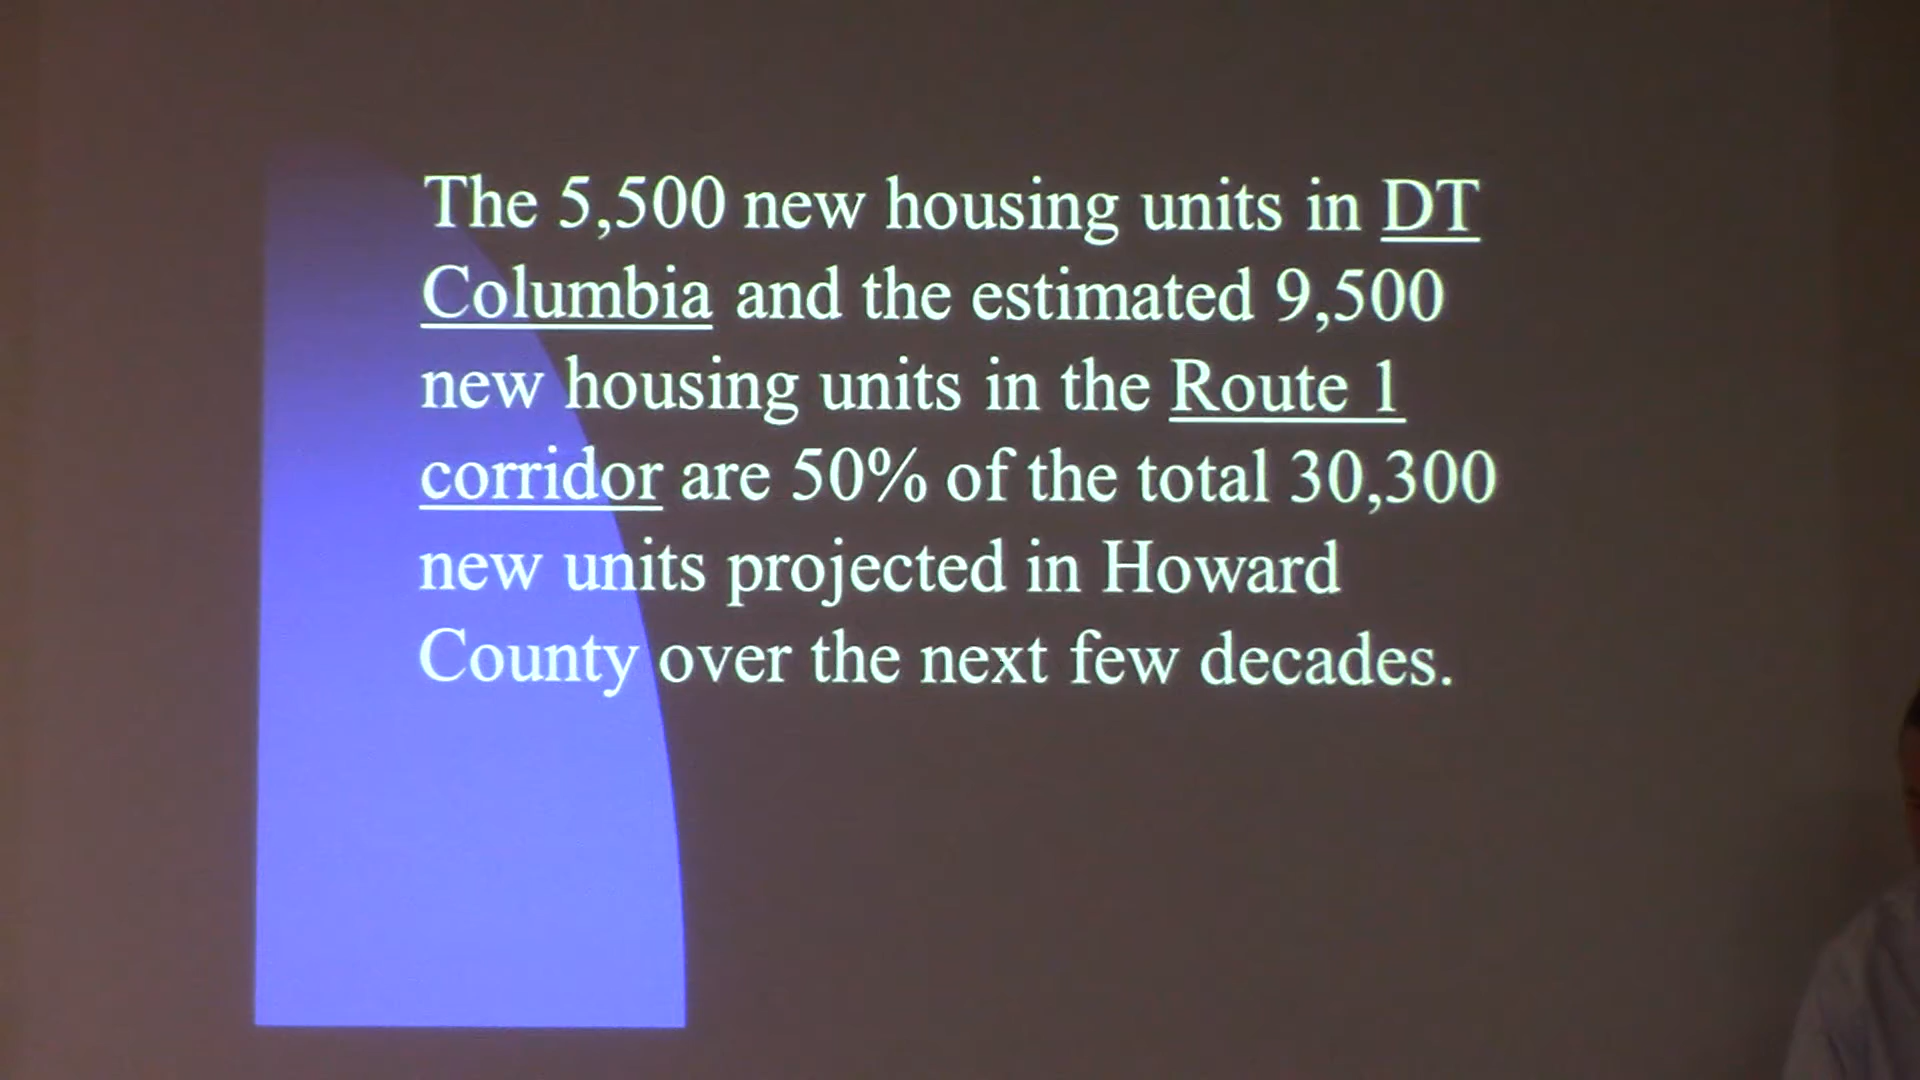 The 5,500 new housing units in DT
Columbia and the estimated 9,500
new housing units in the Route 1
corridor are 50% of the total 30,300
new units projected in Howard
County over the next few decades.